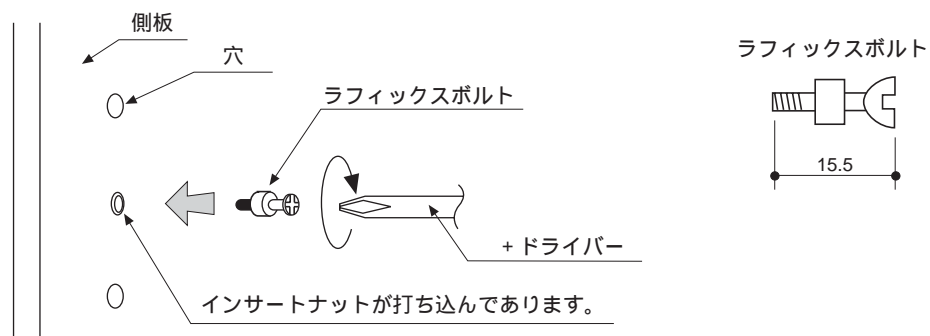 側板
穴
ラフィックスボルト
ラフィックスボルト
15.5
+ドライバー
インサートナットが打ち込んであります。